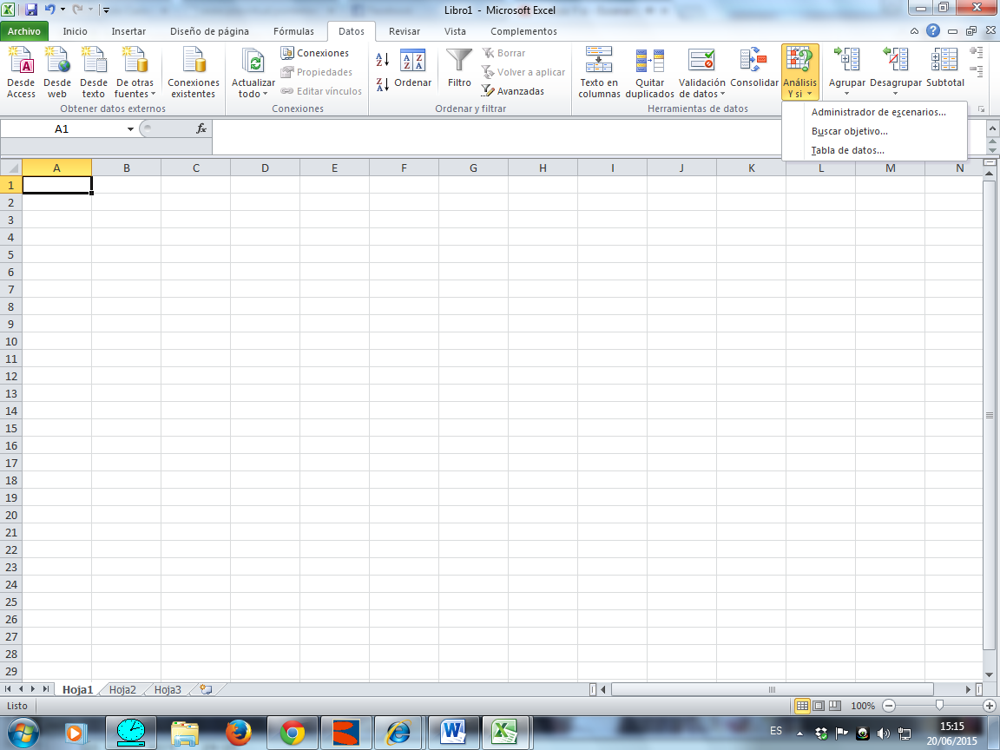 Libro1 - Microsoft Excel
Archivo Inicio Insertar Diseño de página Fórmulas Datos Revisar Vista Complementos
Desde Access
Desde web
Desde texto
De otras fuentes
Obtener datos externos
Conexiones existentes
Actualizar todo
Conexiones
Propiedades
Editar vínculos
Conexiones
Ordenar
Filtro
Borrar
Volver a aplicar
Avanzadas
Ordenar y filtrar
Texto en columnas
Quitar duplicados
Validación de datos
Consolidar
Análisis Y si
Herramientas de datos
Agrupar
Desagrupar
Subtotal
Administrador de escenarios...
Buscar objetivo...
Tabla de datos...
A1
fx
A B C D E F G H I J K L M N
1
2
3
4
5
6
7
8
9
10
11
12
13
14
15
16
17
18
19
20
21
22
23
24
25
26
27
28
29
Hoja1 Hoja2 Hoja3
Listo
100%
ES
15:15
20/06/2015